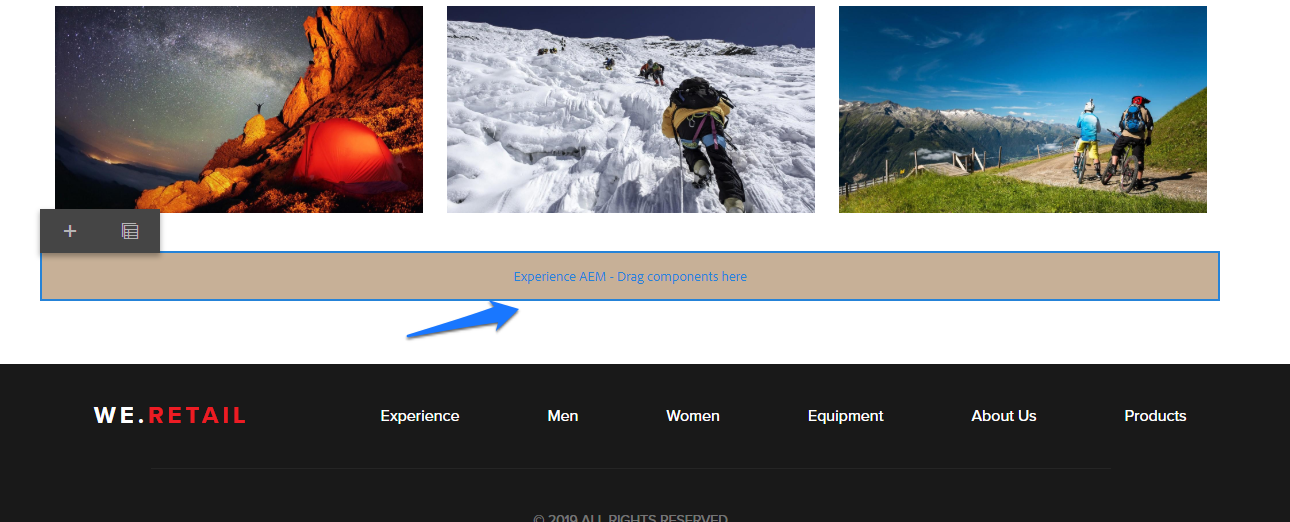 Experience AEM - Drag components here
WE.RETAIL
Experience
Men
Women
Equipment
About Us
Products
© 2019 ALL RIGHTS RESERVED